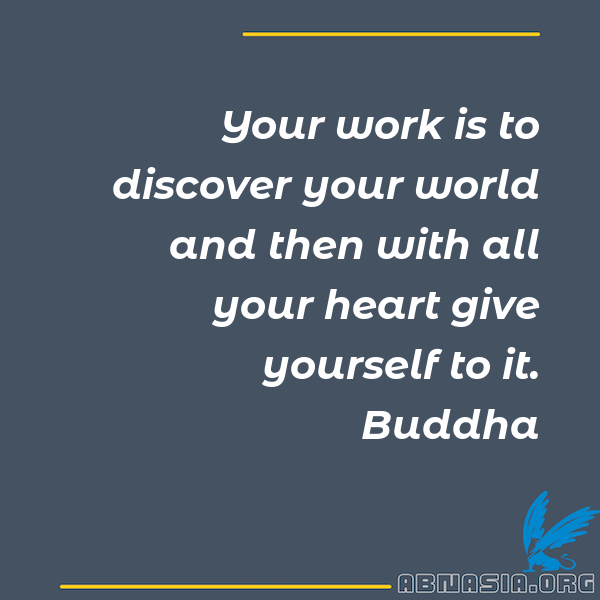 Your work is to
discover your world
and then with all
your heart give
yourself to it.
Buddha
ABNASIA.ORG